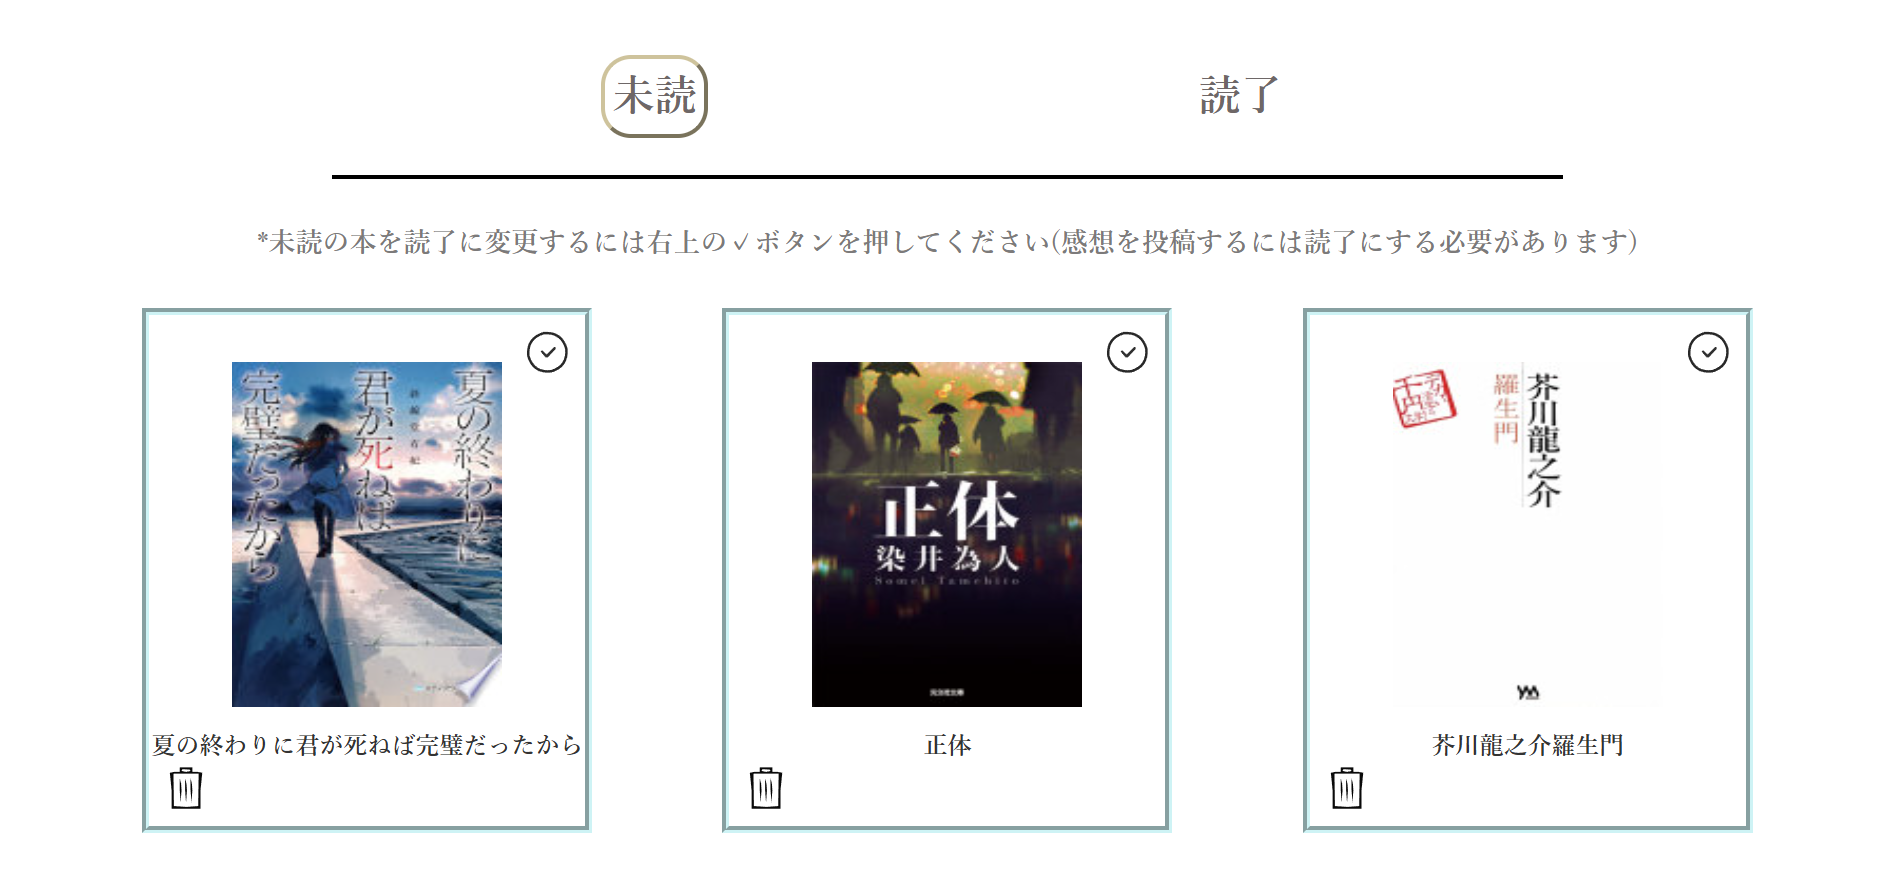 未読
読了
*未読の本を読了に変更するには右上の✓ボタンを押してください(感想を投稿するには読了にする必要があります)
夏の終わりに
君が死ねば
完璧だったから
夏の終わりに君が死ねば完璧だったから
正体
染井為人
Somei Tamehito
光文社文庫
正体
芥川龍之介
羅生門
芥川龍之介羅生門